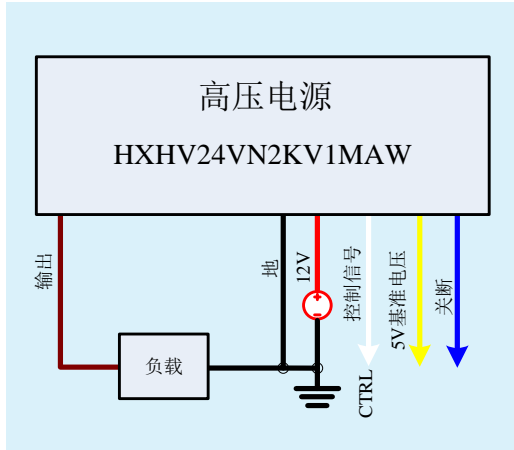 高压电源
HXHV24VN2KV1MAW
输出
地
12V
控制信号
5V基准电压
关断
负载
CTRL